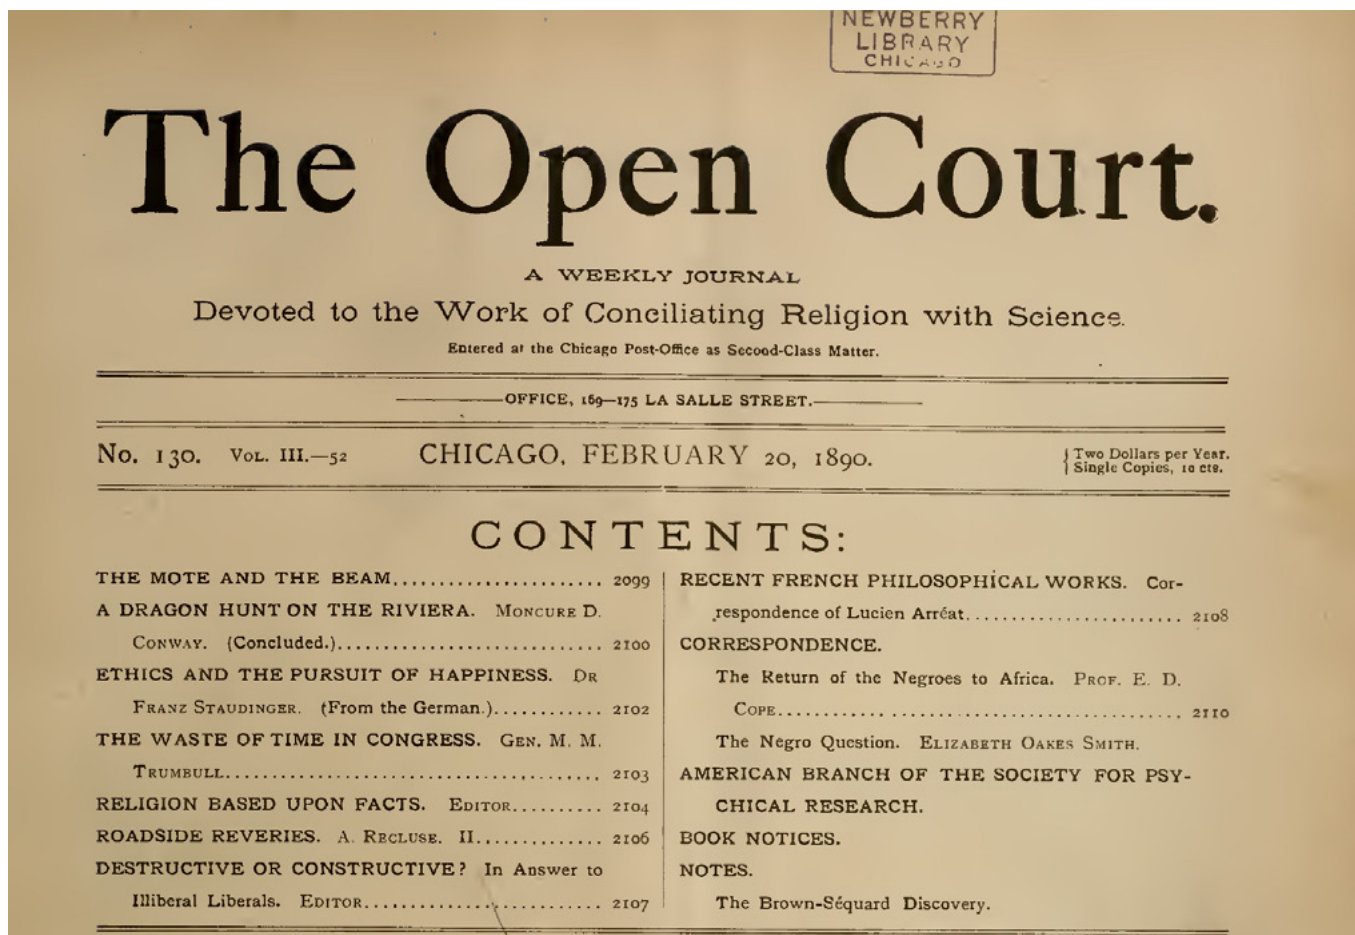 NEWBERRY
LIBRARY
CHICAGO
The Open Court.
A WEEKLY JOURNAL
Devoted to the Work of Conciliating Religion with Science.
Entered at the Chicago Post-Office as Second-Class Matter.
OFFICE, 169—175 LA SALLE STREET.
No. 130. Vol. III.—52 CHICAGO, FEBRUARY 20, 1890. { Two Dollars per Year.
{ Single Copies, 10 cts.
CONTENTS:
THE MOTE AND THE BEAM...................... 2099
A DRAGON HUNT ON THE RIVIERA. Moncure D.
Conway. (Concluded.)............................ 2100
ETHICS AND THE PURSUIT OF HAPPINESS. Dr
Franz Staudinger. (From the German.)........... 2102
THE WASTE OF TIME IN CONGRESS. Gen. M. M.
Trumbull....................................... 2103
RELIGION BASED UPON FACTS. Editor.......... 2104
ROADSIDE REVERIES. A. Recluse. II............. 2106
DESTRUCTIVE OR CONSTRUCTIVE? In Answer to
Illiberal Liberals. Editor......................... 2107
RECENT FRENCH PHILOSOPHICAL WORKS. Cor-
respondence of Lucien Arréat....................... 2108
CORRESPONDENCE.
The Return of the Negroes to Africa. Prof. E. D.
Cope.......................................... 2110
The Negro Question. Elizabeth Oakes Smith.
AMERICAN BRANCH OF THE SOCIETY FOR PSY-
CHICAL RESEARCH.
BOOK NOTICES.
NOTES.
The Brown-Séquard Discovery.